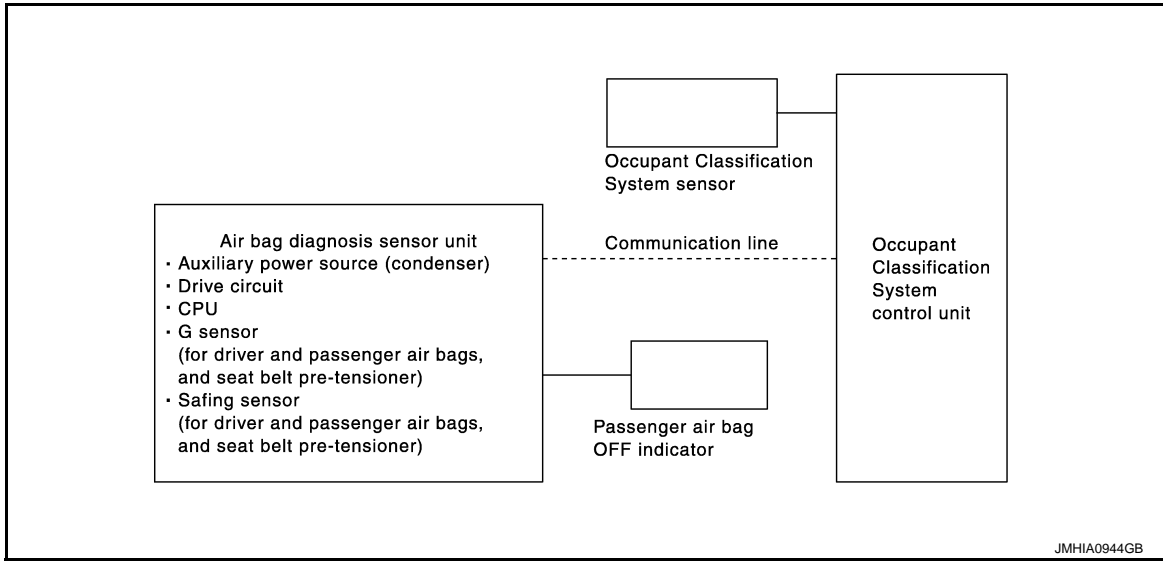 Occupant Classification
System sensor
Air bag diagnosis sensor unit
· Auxiliary power source (condenser)
· Drive circuit
· CPU
· G sensor
(for driver and passenger air bags,
and seat belt pre-tensioner)
· Safing sensor
(for driver and passenger air bags,
and seat belt pre-tensioner)
Communication line
Occupant
Classification
System
control unit
Passenger air bag
OFF indicator
JMHIA0944GB